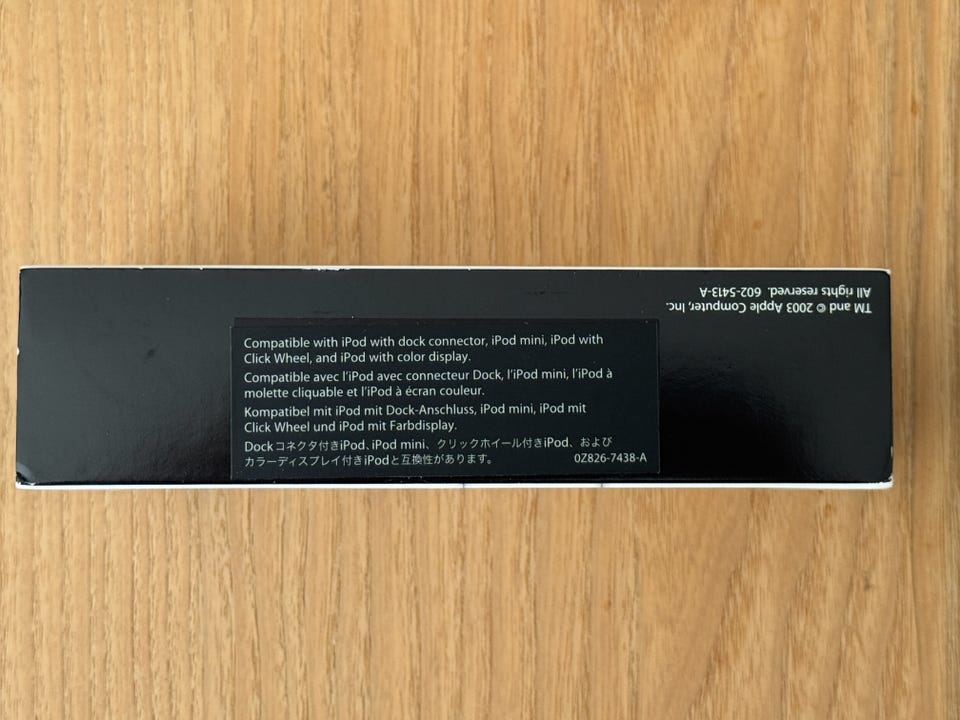 TM and © 2003 Apple Computer, Inc.
All rights reserved. 602-5413-A
Compatible with iPod with dock connector, iPod mini, iPod with
Click Wheel, and iPod with color display.
Compatible avec l'iPod avec connecteur Dock, l'iPod mini, l'iPod à
molette cliquable et l'iPod à écran couleur.
Kompatibel mit iPod mit Dock-Anschluss, iPod mini, iPod mit
Click Wheel und iPod mit Farbdisplay.
Dockコネクタ付きiPod、iPod mini、クリックホイール付きiPod、および
カラーディスプレイ付きiPodと互換性があります。 0Z826-7438-A